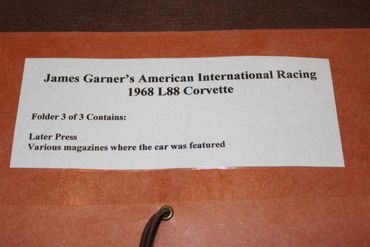 James Garner's American International Racing
1968 L88 Corvette
Folder 3 of 3 Contains:
Later Press
Various magazines where the car was featured